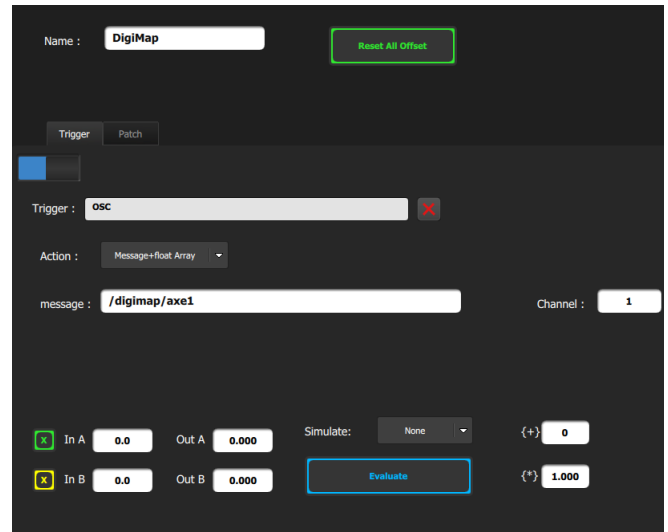 Name : DigiMap Reset All Offset
Trigger Patch
Trigger : OSC X
Action : Message+float Array
message : /digimap/axe1 Channel : 1
X In A 0.0 Out A 0.000 Simulate: None {+} 0
X In B 0.0 Out B 0.000 Evaluate {*} 1.000